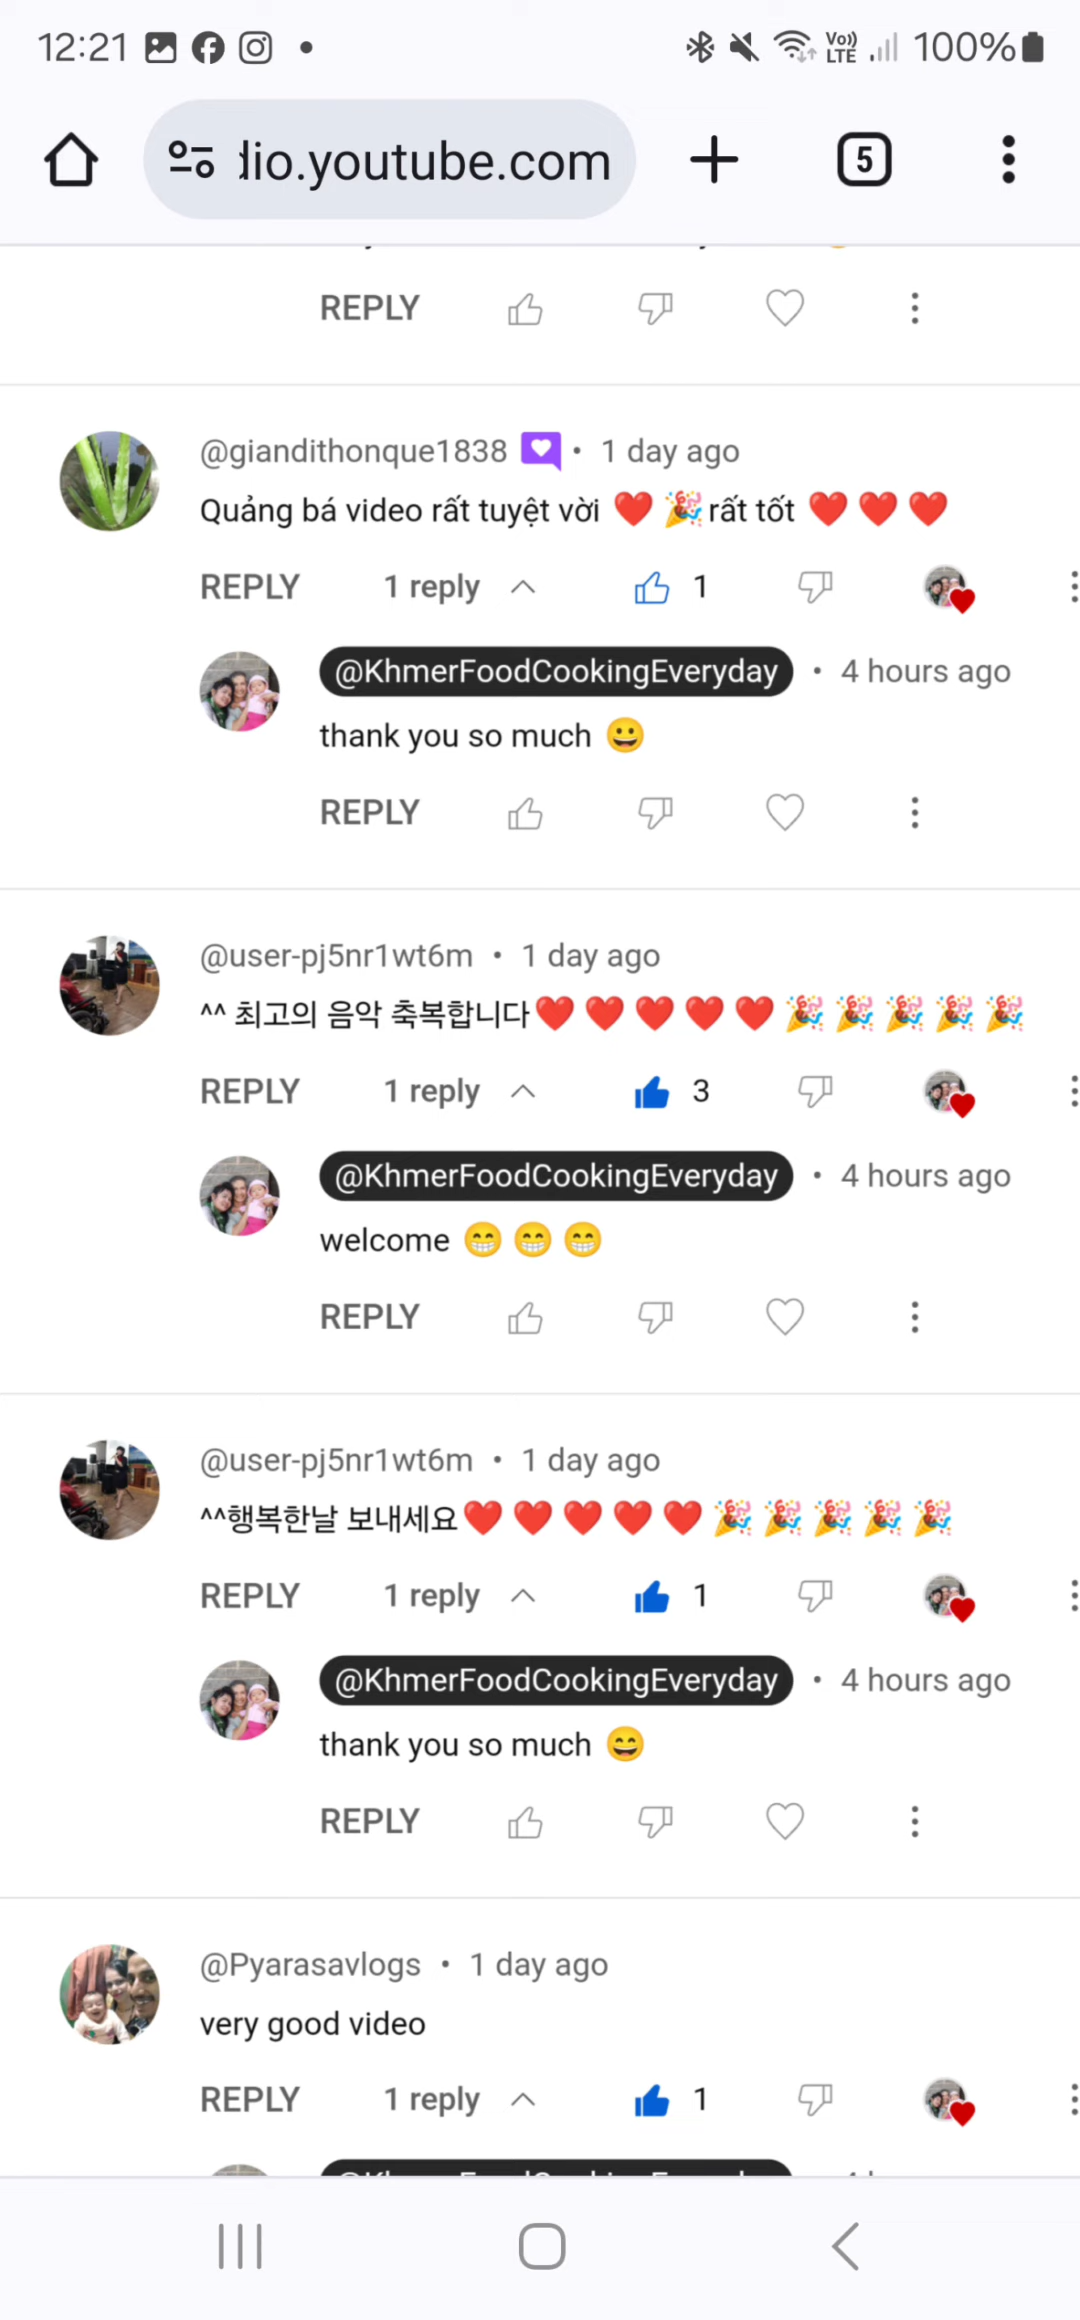 12:21 Vo)) LTE 100%
dio.youtube.com 5
REPLY
@giandithonque1838 • 1 day ago
Quảng bá video rất tuyệt vời ❤️ 🎉 rất tốt ❤️ ❤️ ❤️
REPLY 1 reply 1
@KhmerFoodCookingEveryday • 4 hours ago
thank you so much 😀
REPLY
@user-pj5nr1wt6m • 1 day ago
^^ 최고의 음악 축복합니다❤️ ❤️ ❤️ ❤️ ❤️ 🎉 🎉 🎉 🎉 🎉
REPLY 1 reply 3
@KhmerFoodCookingEveryday • 4 hours ago
welcome 😁 😁 😁
REPLY
@user-pj5nr1wt6m • 1 day ago
^^행복한날 보내세요❤️ ❤️ ❤️ ❤️ ❤️ 🎉 🎉 🎉 🎉 🎉
REPLY 1 reply 1
@KhmerFoodCookingEveryday • 4 hours ago
thank you so much 😄
REPLY
@Pyarasavlogs • 1 day ago
very good video
REPLY 1 reply 1